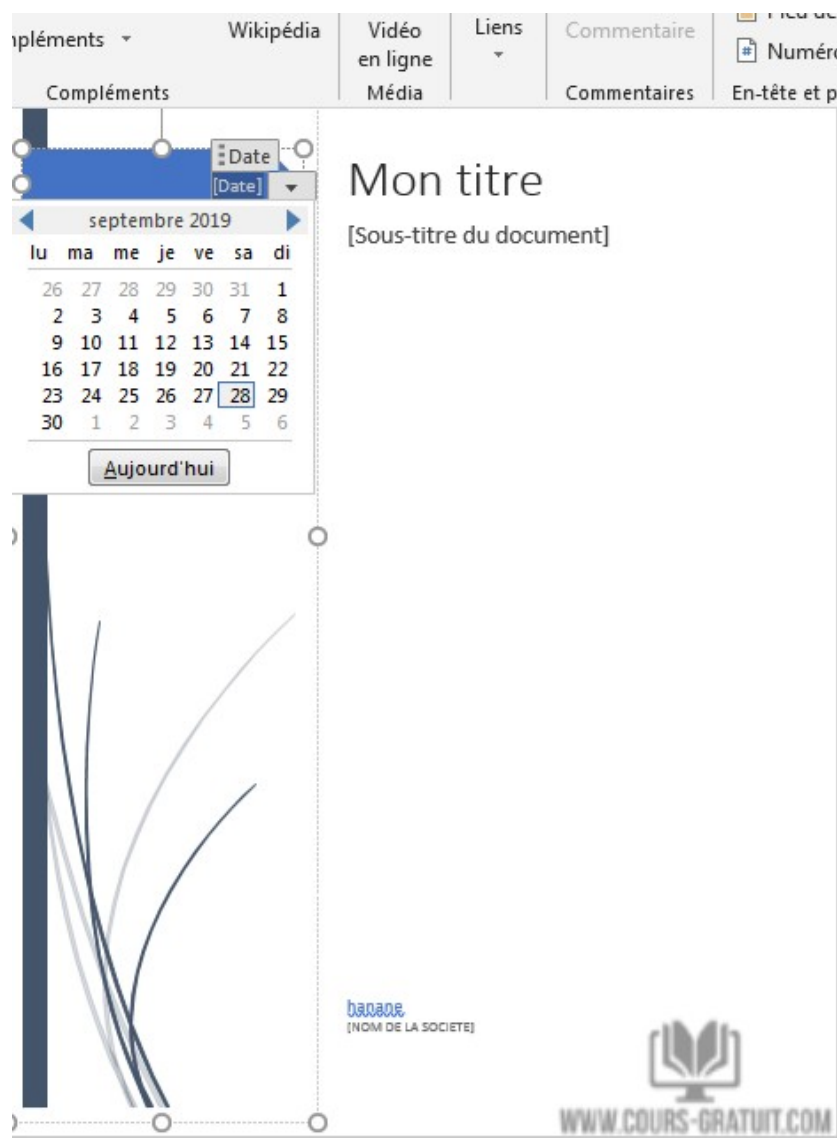 Wikipédia
Vidéo
en ligne
Liens
Commentaire
Numéro
Compléments
Média
Commentaires
En-tête et p
Date
[Date]
septembre 2019
lu ma me je ve sa di
26 27 28 29 30 31 1
2 3 4 5 6 7 8
9 10 11 12 13 14 15
16 17 18 19 20 21 22
23 24 25 26 27 28 29
30 1 2 3 4 5 6
Aujourd'hui
Mon titre
[Sous-titre du document]
hanane
[NOM DE LA SOCIETE]
WWW.COURS-GRATUIT.COM